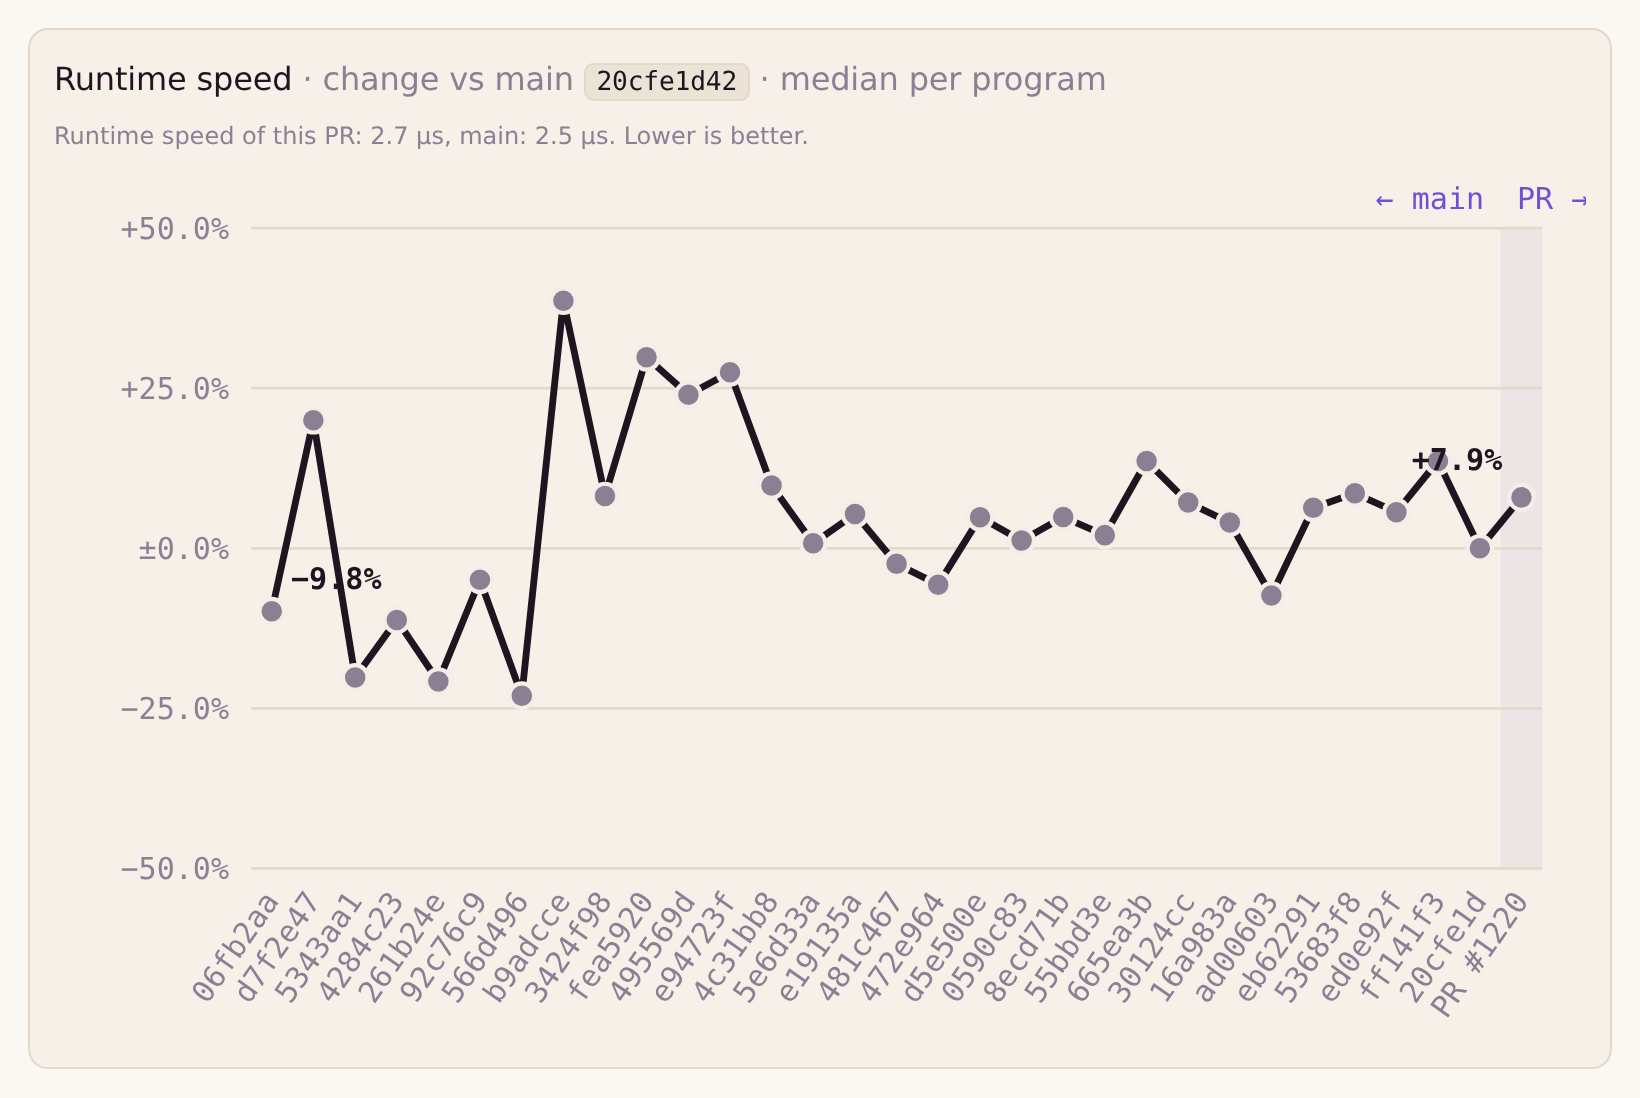 Runtime speed · change vs main 20cfe1d42 · median per program
Runtime speed of this PR: 2.7 µs, main: 2.5 µs. Lower is better.
← main PR →
+50.0%
+25.0%
+7.9%
±0.0%
−9.8%
−25.0%
−50.0%
06fb2aa
d7f2e47
5343aa1
4284c23
261b24e
92c76c9
566d496
b9adcce
3424f98
fea5920
495569d
e94723f
4c31bb8
5e6d33a
e19135a
481c467
472e964
d5e500e
0590c83
8ecd71b
55bbd3e
665ea3b
30124cc
16a983a
ad00603
eb62291
53683f8
ed0e92f
ff141f3
20cfe1d
PR #1220